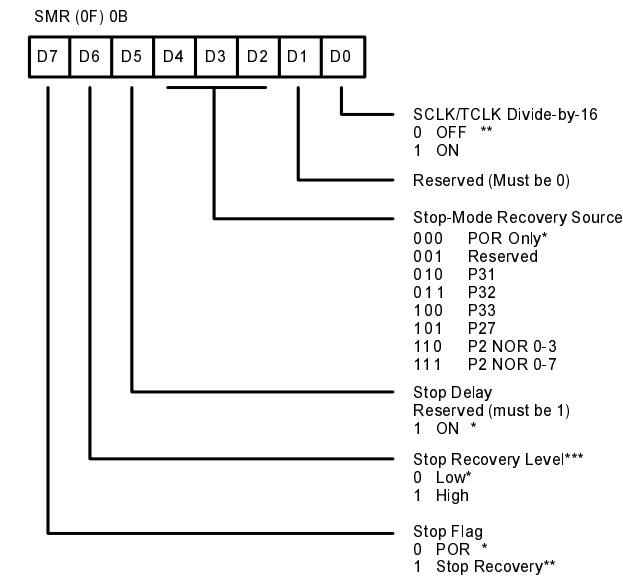 SMR (0F) 0B
D7 D6 D5 D4 D3 D2 D1 D0
SCLK/TCLK Divide-by-16
0 OFF **
1 ON
Reserved (Must be 0)
Stop-Mode Recovery Source
000 POR Only*
001 Reserved
010 P31
011 P32
100 P33
101 P27
110 P2 NOR 0-3
111 P2 NOR 0-7
Stop Delay
Reserved (must be 1)
1 ON *
Stop Recovery Level***
0 Low*
1 High
Stop Flag
0 POR *
1 Stop Recovery**